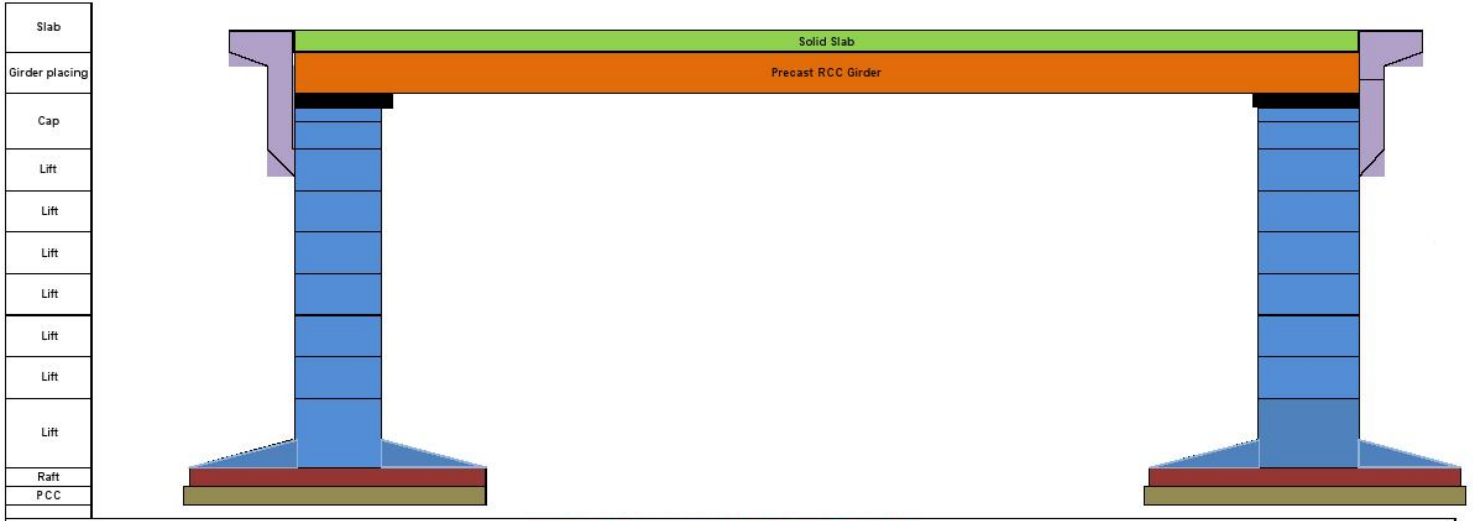 Slab
Solid Slab
Girder placing
Precast RCC Girder
Cap
Lift
Lift
Lift
Lift
Lift
Lift
Lift
Raft
PCC